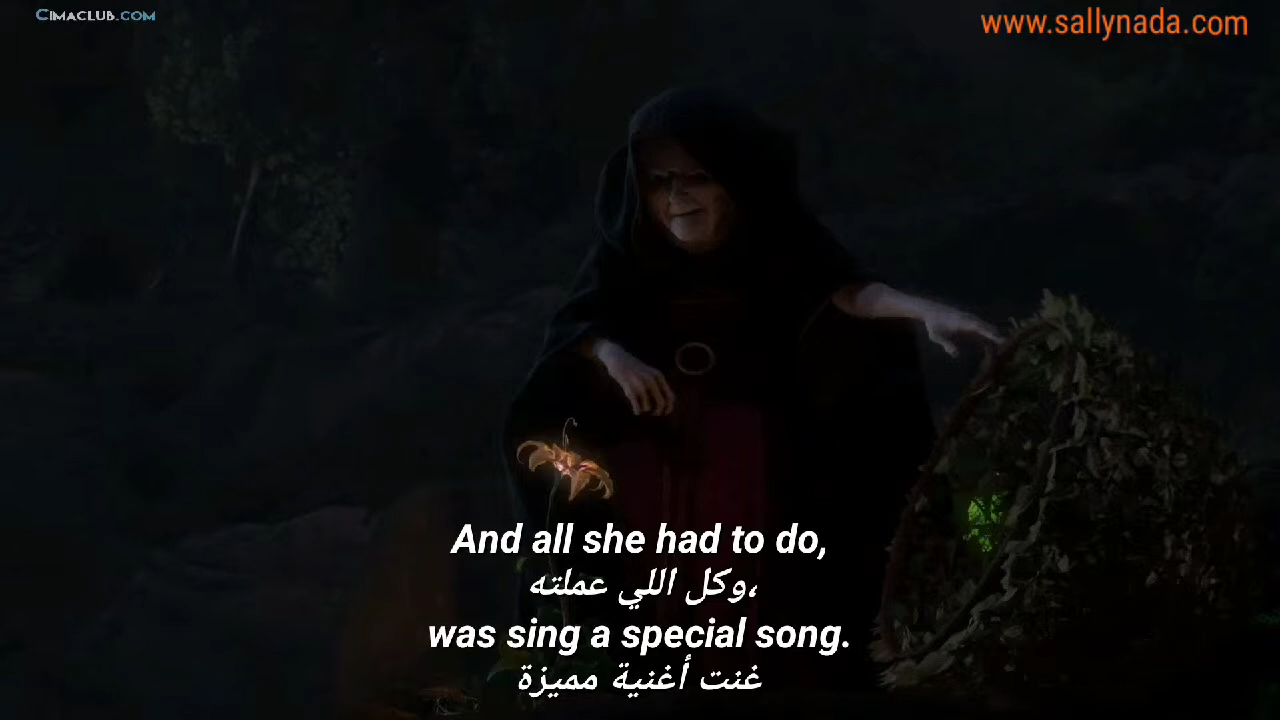 CIMACLUB.COM
www.sallynada.com
And all she had to do,
،وكل اللي عملته
was sing a special song.
غنت أغنية مميزة